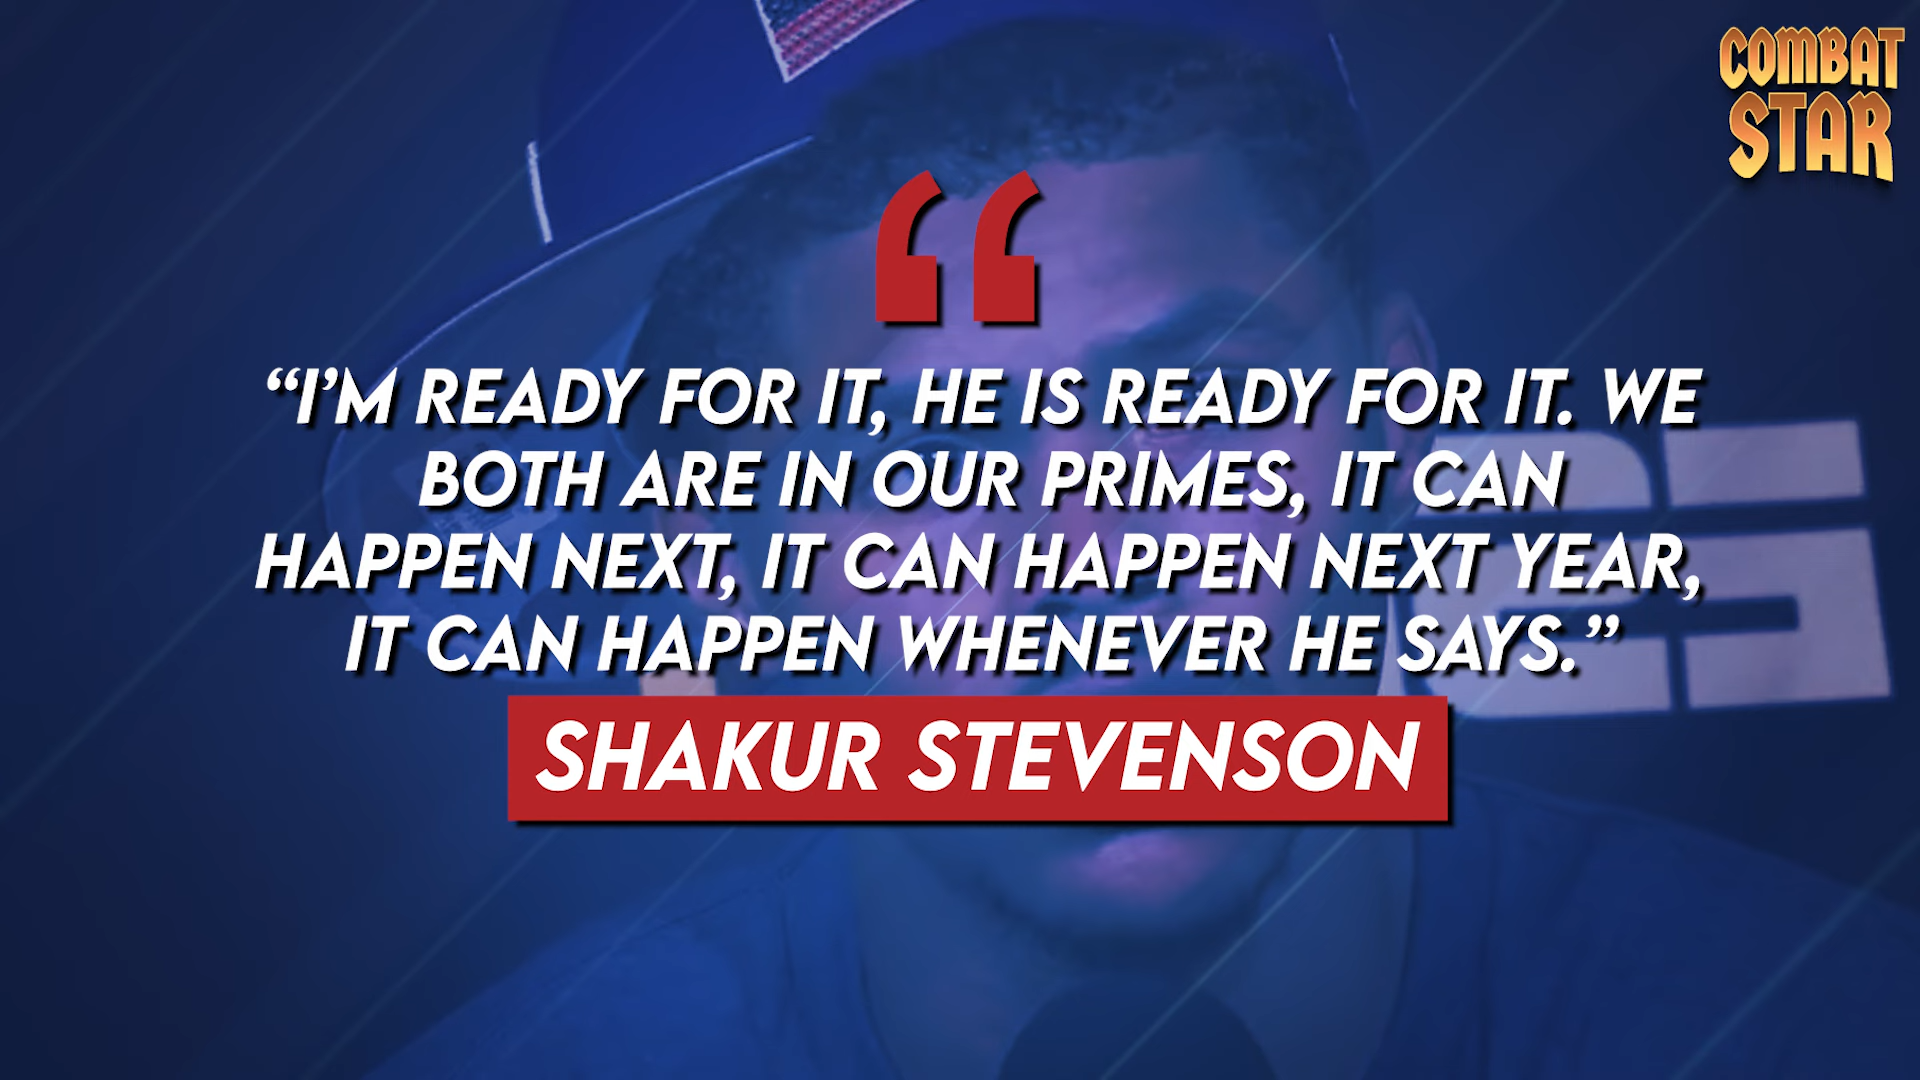 COMBAT
STAR
“
“I’M READY FOR IT, HE IS READY FOR IT. WE
BOTH ARE IN OUR PRIMES, IT CAN
HAPPEN NEXT, IT CAN HAPPEN NEXT YEAR,
IT CAN HAPPEN WHENEVER HE SAYS.”
SHAKUR STEVENSON